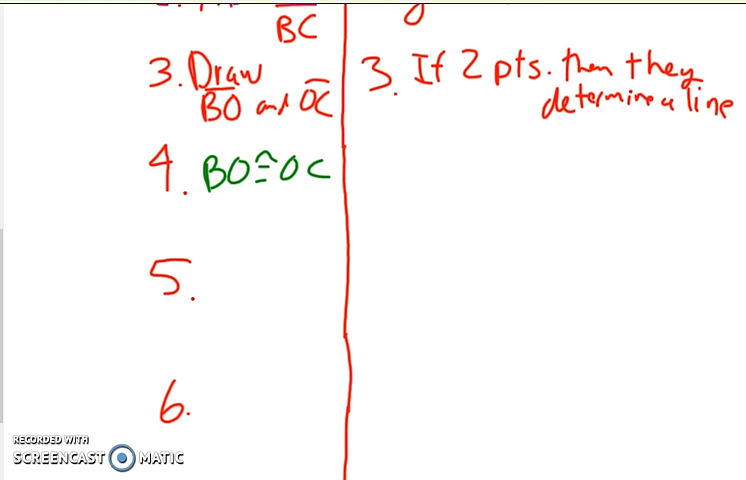 BC
3. Draw
BO and OC
3. If 2 pts. then they
determine a line
4. BO ≅ OC
5.
6.
RECORDED WITH
SCREENCAST O MATIC